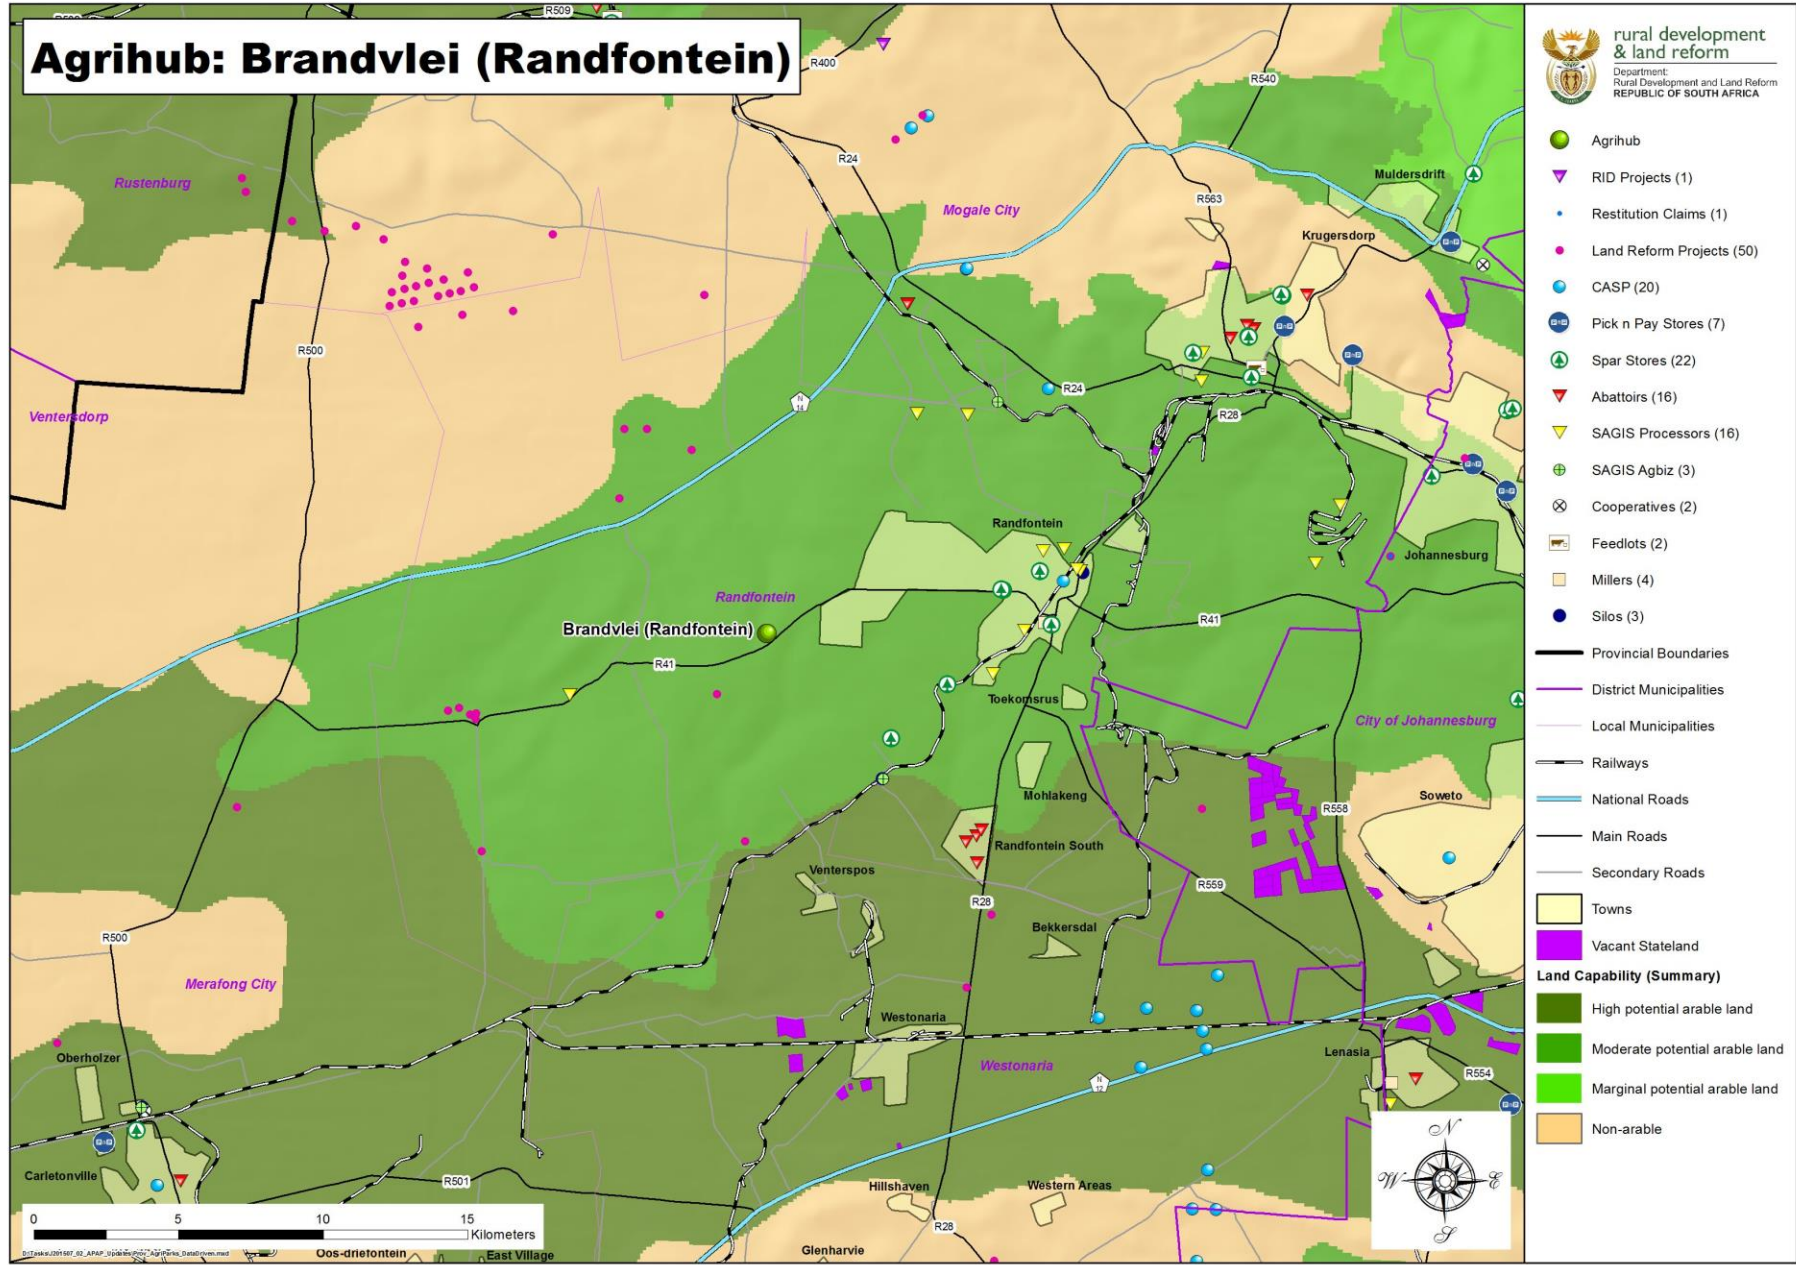 Agrihub: Brandvlei (Randfontein)
R509
R400
R540
R24
Rustenburg
Mogale City
Muldersdrift
R563
Krugersdorp
R500
Ventersdorp
N
14
R24
R28
Randfontein
Johannesburg
Randfontein
Brandvlei (Randfontein)
R41
R41
Toekomsrus
City of Johannesburg
Mohlakeng
Soweto
R558
Randfontein South
Venterspos
R559
R28
Bekkersdal
R500
Merafong City
Westonaria
Oberholzer
Westonaria
Lenasia
R554
N
12
Carletonville
R501
Hillshaven
Western Areas
R28
Glenharvie
Oos-driefontein
East Village
0 5 10 15
Kilometers
N
W E
S
rural development
& land reform
Department:
Rural Development and Land Reform
REPUBLIC OF SOUTH AFRICA
Agrihub
RID Projects (1)
Restitution Claims (1)
Land Reform Projects (50)
CASP (20)
Pick n Pay Stores (7)
Spar Stores (22)
Abattoirs (16)
SAGIS Processors (16)
SAGIS Agbiz (3)
Cooperatives (2)
Feedlots (2)
Millers (4)
Silos (3)
Provincial Boundaries
District Municipalities
Local Municipalities
Railways
National Roads
Main Roads
Secondary Roads
Towns
Vacant Stateland
Land Capability (Summary)
High potential arable land
Moderate potential arable land
Marginal potential arable land
Non-arable